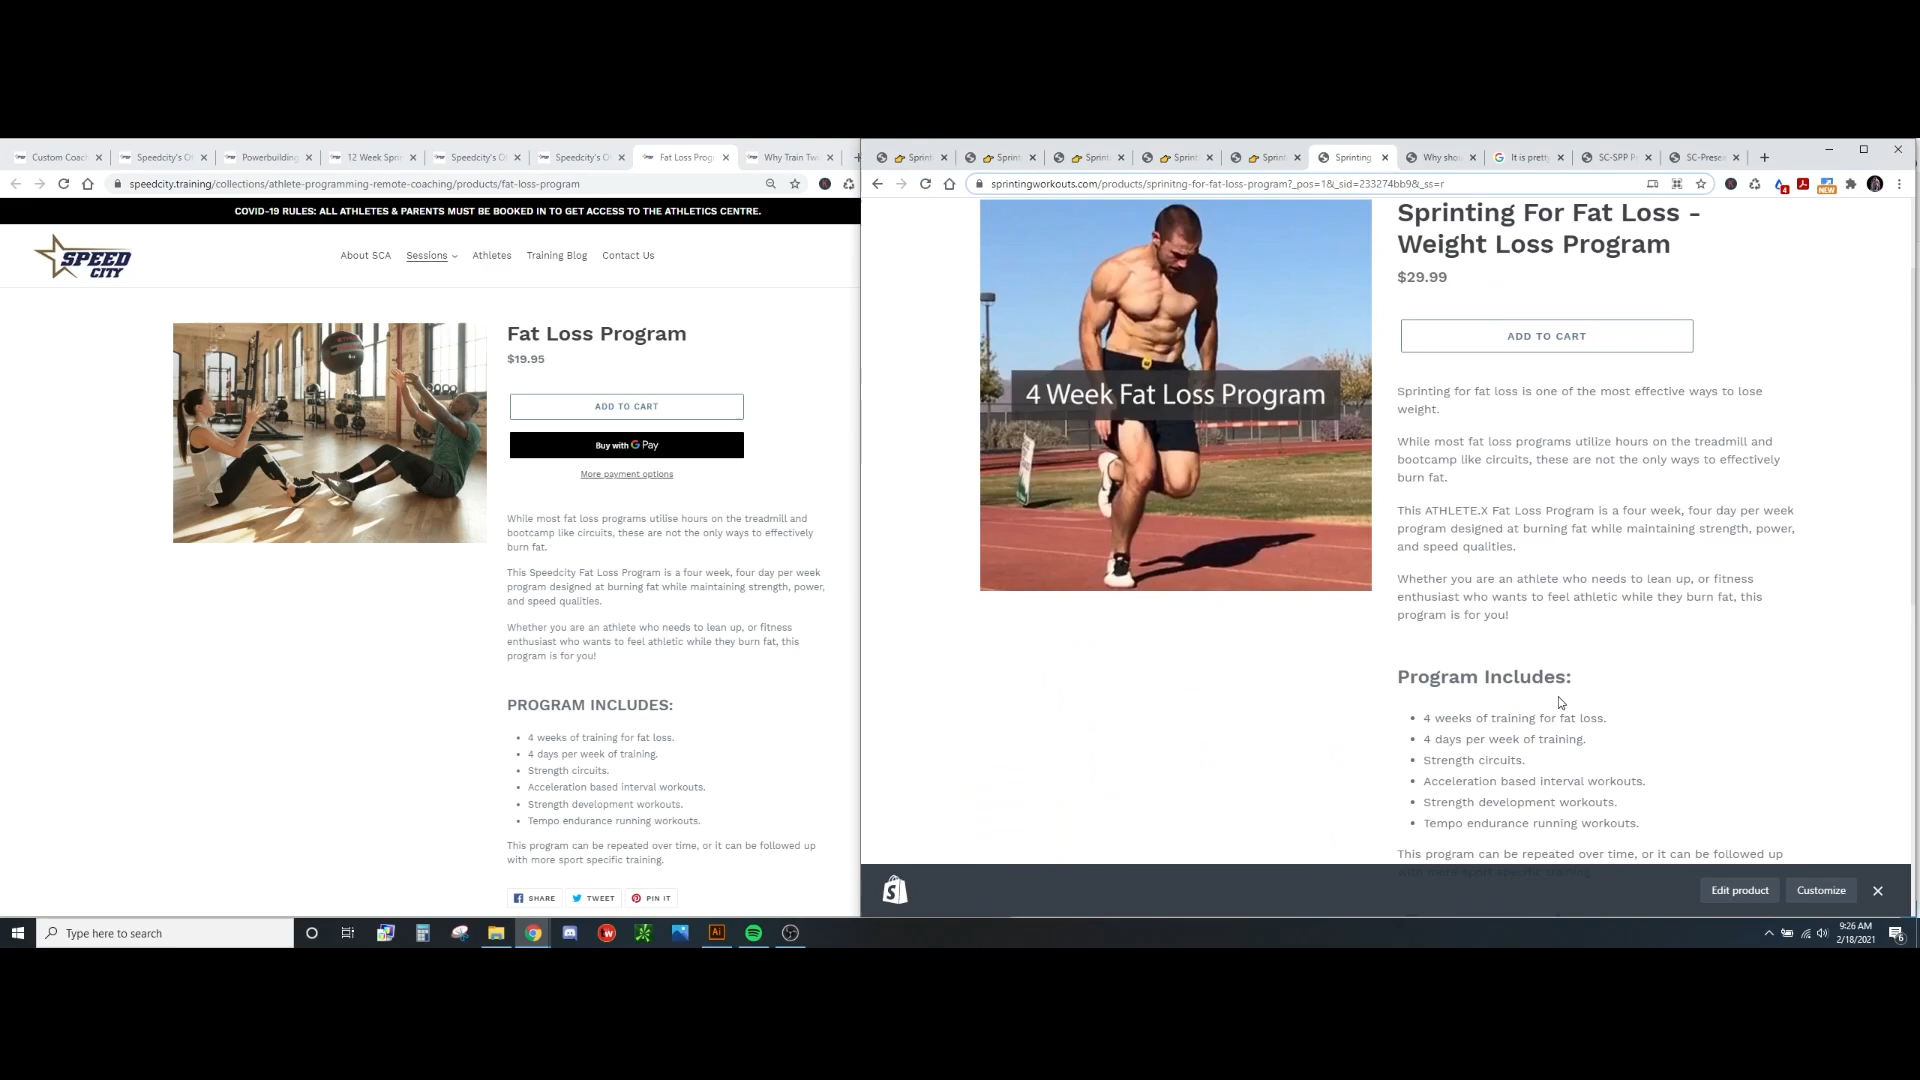 Custom Coac
Speedcity's O
Powerbuilding
12 Week Spri
Speedcity's O
Speedcity's O
Fat Loss Prog
Why Train Tw
speedcity.training/collections/athlete-programming-remote-coaching/products/fat-loss-program
COVID-19 RULES: ALL ATHLETES & PARENTS MUST BE BOOKED IN TO GET ACCESS TO THE ATHLETICS CENTRE.
SPEED
CITY
About SCA
Sessions
Athletes
Training Blog
Contact Us
Fat Loss Program
$19.95
ADD TO CART
Buy with G Pay
More payment options
While most fat loss programs utilise hours on the treadmill and
bootcamp like circuits, these are not the only ways to effectively
burn fat.
This Speedcity Fat Loss Program is a four week, four day per week
program designed at burning fat while maintaining strength, power,
and speed qualities.
Whether you are an athlete who needs to lean up, or fitness
enthusiast who wants to feel athletic while they burn fat, this
program is for you!
PROGRAM INCLUDES:
4 weeks of training for fat loss.
4 days per week of training.
Strength circuits.
Acceleration based interval workouts.
Strength development workouts.
Tempo endurance running workouts.
This program can be repeated over time, or it can be followed up
with more sport specific training.
SHARE
TWEET
PIN IT
Sprint
Sprint
Sprint
Sprint
Sprint
Sprinting
Why shou
It is prett
SC-SPP P
SC-Prese
sprintingworkouts.com/products/sprinitng-for-fat-loss-program?_pos=1&_sid=233274bb9&_ss=r
4
NEW
4 Week Fat Loss Program
Sprinting For Fat Loss -
Weight Loss Program
$29.99
ADD TO CART
Sprinting for fat loss is one of the most effective ways to lose
weight.
While most fat loss programs utilize hours on the treadmill and
bootcamp like circuits, these are not the only ways to effectively
burn fat.
This ATHLETE.X Fat Loss Program is a four week, four day per week
program designed at burning fat while maintaining strength, power,
and speed qualities.
Whether you are an athlete who needs to lean up, or fitness
enthusiast who wants to feel athletic while they burn fat, this
program is for you!
Program Includes:
4 weeks of training for fat loss.
4 days per week of training.
Strength circuits.
Acceleration based interval workouts.
Strength development workouts.
Tempo endurance running workouts.
This program can be repeated over time, or it can be followed up
with more sport specific training.
Edit product
Customize
Type here to search
Ai
9:26 AM
2/18/2021
6